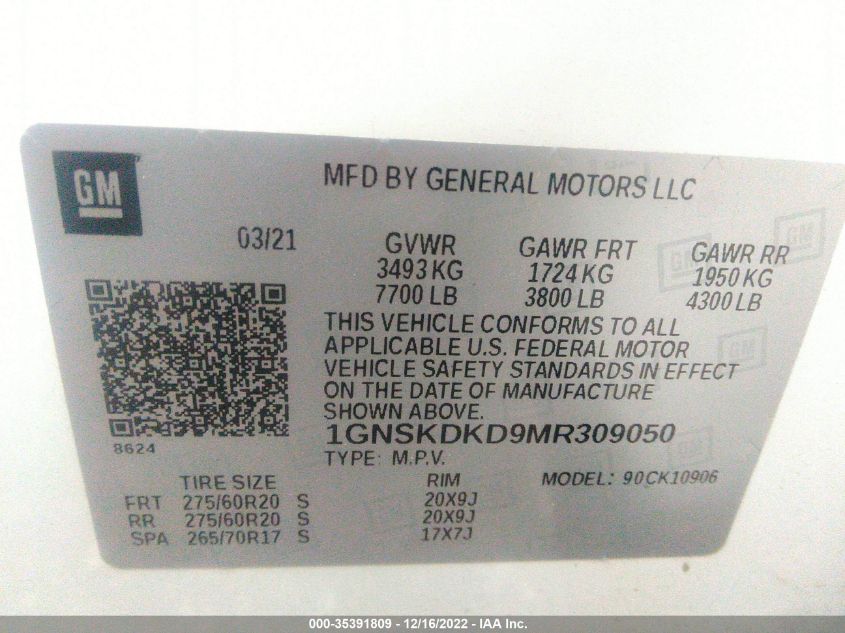 GM
MFD BY GENERAL MOTORS LLC
03/21 GVWR GAWR FRT GAWR RR
3493 KG 1724 KG 1950 KG
7700 LB 3800 LB 4300 LB
THIS VEHICLE CONFORMS TO ALL
APPLICABLE U.S. FEDERAL MOTOR
VEHICLE SAFETY STANDARDS IN EFFECT
ON THE DATE OF MANUFACTURE
SHOWN ABOVE.
1GNSKDKD9MR309050
8624
TYPE: M.P.V. MODEL: 90CK10906
TIRE SIZE RIM
FRT 275/60R20 S 20X9J
RR 275/60R20 S 20X9J
SPA 265/70R17 S 17X7J
GM
GM
GM
000-35391809 - 12/16/2022 - IAA Inc.